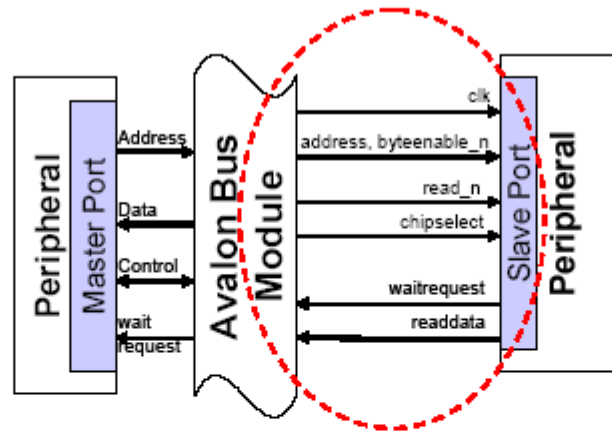 Peripheral
Master Port
Address
Data
Control
wait
request
Avalon Bus
Module
clk
address, byteenable_n
read_n
chipselect
waitrequest
readdata
Slave Port
Peripheral